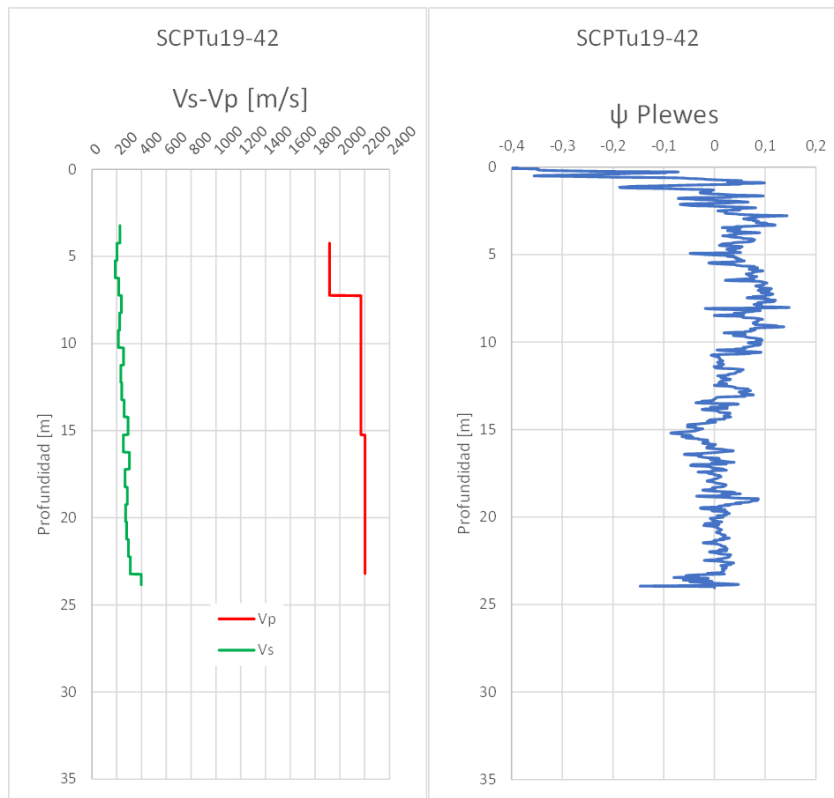 SCPTu19-42
Vs-Vp [m/s]
0 200 400 600 800 1000 1200 1400 1600 1800 2000 2200 2400
0
5
10
15
20
25
30
35
Profundidad [m]
Vp
Vs
SCPTu19-42
ψ Plewes
-0,4 -0,3 -0,2 -0,1 0 0,1 0,2
0
5
10
15
20
25
30
35
Profundidad [m]